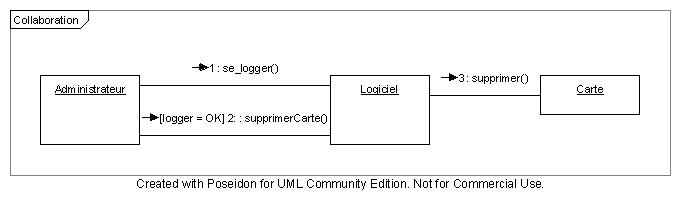 Collaboration
1 : se_logger()
3 : supprimer()
Administrateur
Logiciel
Carte
[logger = OK] 2: : supprimerCarte()
Created with Poseidon for UML Community Edition. Not for Commercial Use.